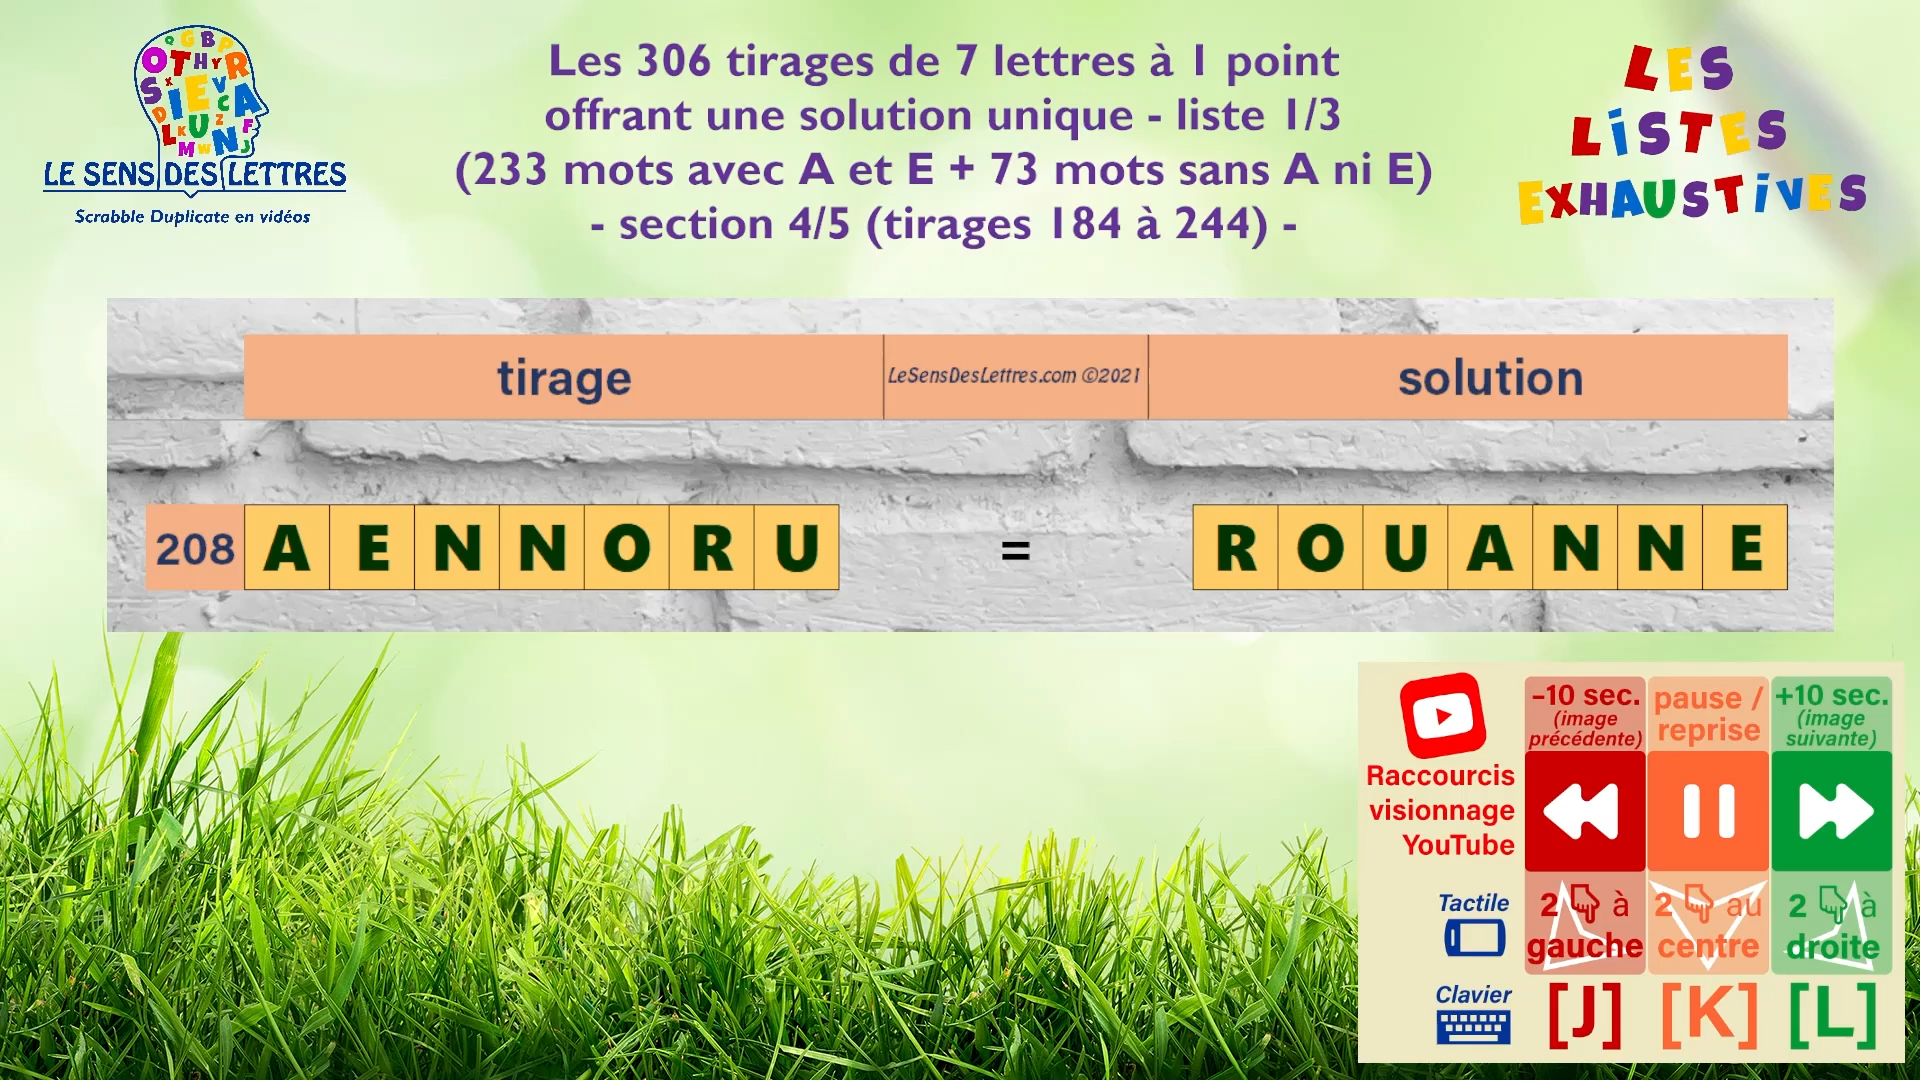 LE SENS DES LETTRES
Scrabble Duplicate en vidéos
Les 306 tirages de 7 lettres à 1 point
offrant une solution unique - liste 1/3
(233 mots avec A et E + 73 mots sans A ni E)
- section 4/5 (tirages 184 à 244) -
LES
LiSTES
EXHAUSTiVES
tirage
LeSensDesLettres.com ©2021
solution
208 A E N N O R U = R O U A N N E
Raccourcis
visionnage
YouTube
–10 sec.
(image
précédente)
pause /
reprise
+10 sec.
(image
suivante)
Tactile
2 à
gauche
2 au
centre
2 à
droite
Clavier
[J] [K] [L]